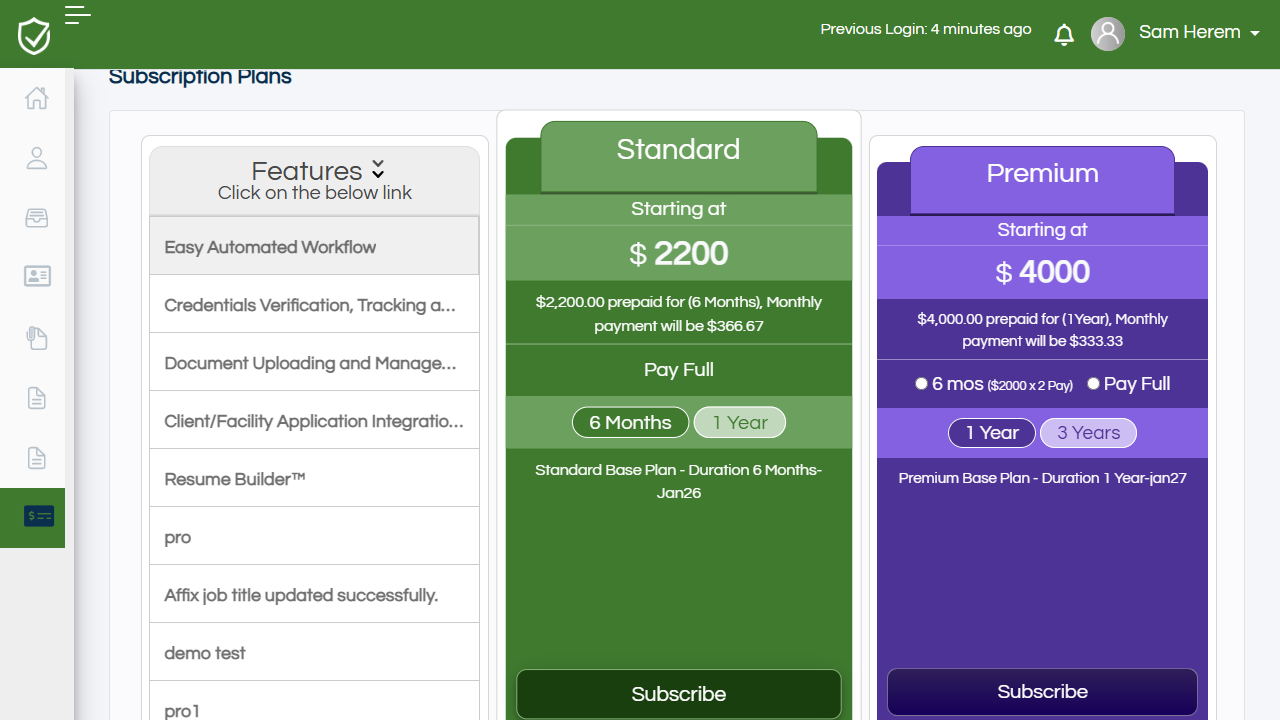 Previous Login: 4 minutes ago
Sam Herem
Subscription Plans
Features
Click on the below link
Easy Automated Workflow
Credentials Verification, Tracking a...
Document Uploading and Manage...
Client/Facility Application Integratio...
Resume Builder™
pro
Affix job title updated successfully.
demo test
pro1
Standard
Starting at
$ 2200
$2,200.00 prepaid for (6 Months), Monthly
payment will be $366.67
Pay Full
6 Months 1 Year
Standard Base Plan - Duration 6 Months-
Jan26
Subscribe
Premium
Starting at
$ 4000
$4,000.00 prepaid for (1Year), Monthly
payment will be $333.33
6 mos ($2000 x 2 Pay) Pay Full
1 Year 3 Years
Premium Base Plan - Duration 1 Year-jan27
Subscribe